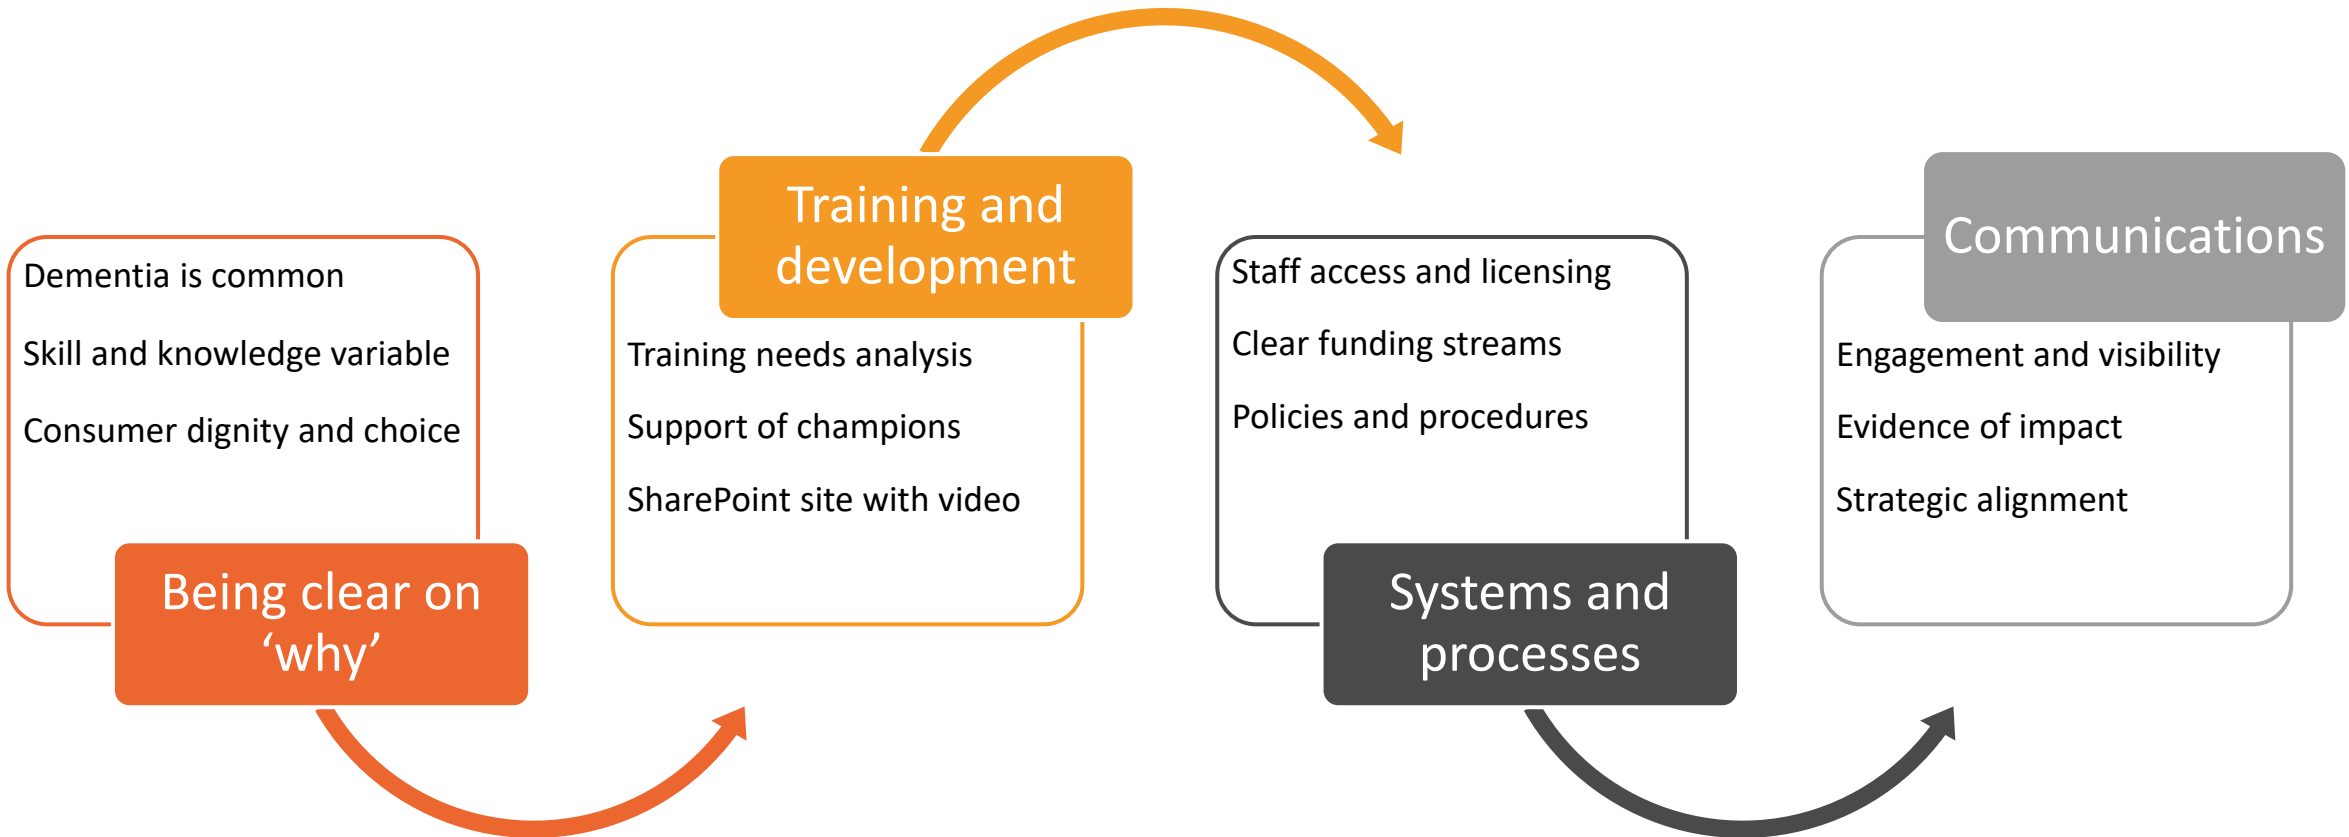 Dementia is common
Skill and knowledge variable
Consumer dignity and choice
Being clear on
‘why’
Training and
development
Training needs analysis
Support of champions
SharePoint site with video
Staff access and licensing
Clear funding streams
Policies and procedures
Systems and
processes
Communications
Engagement and visibility
Evidence of impact
Strategic alignment